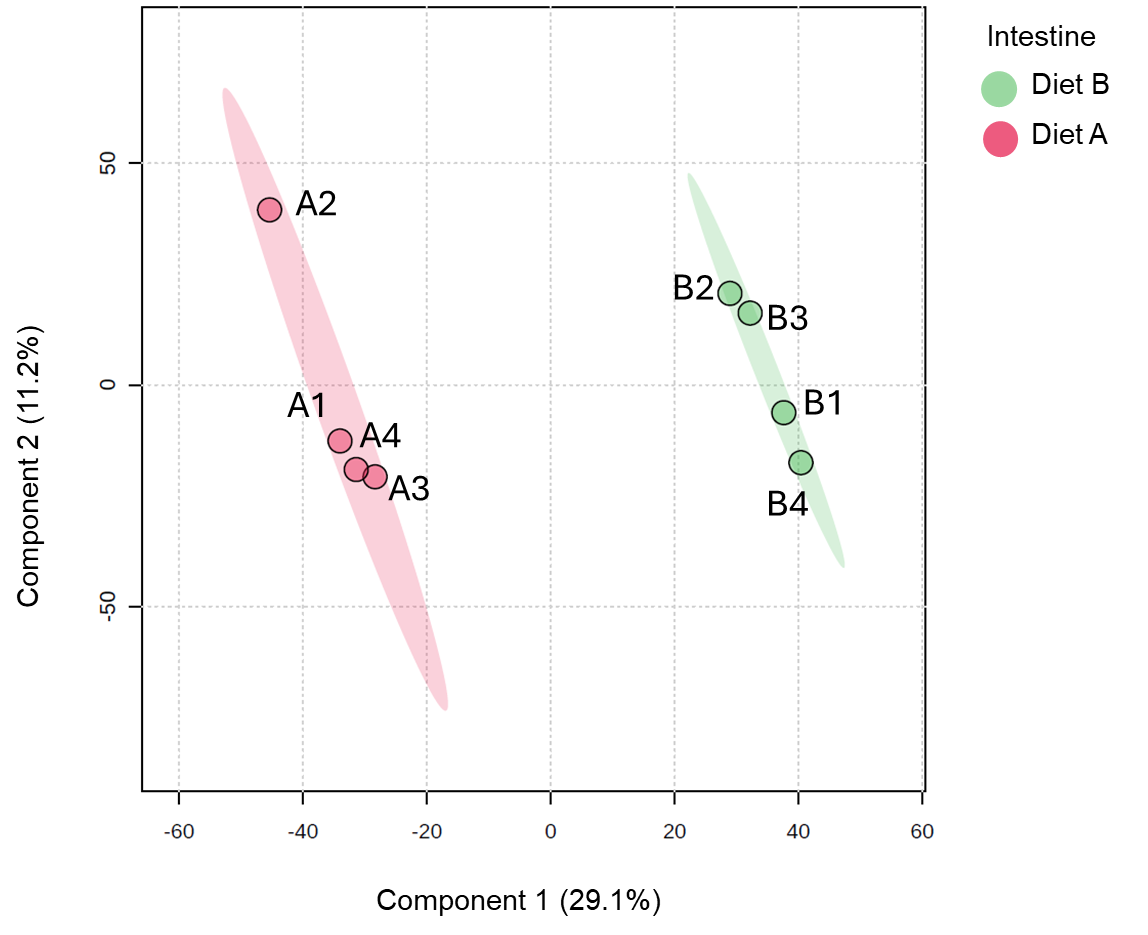 Intestine
Diet B
Diet A
A2
B2
B3
A1
B1
A4
A3
B4
50
0
-50
Component 2 (11.2%)
-60 -40 -20 0 20 40 60
Component 1 (29.1%)